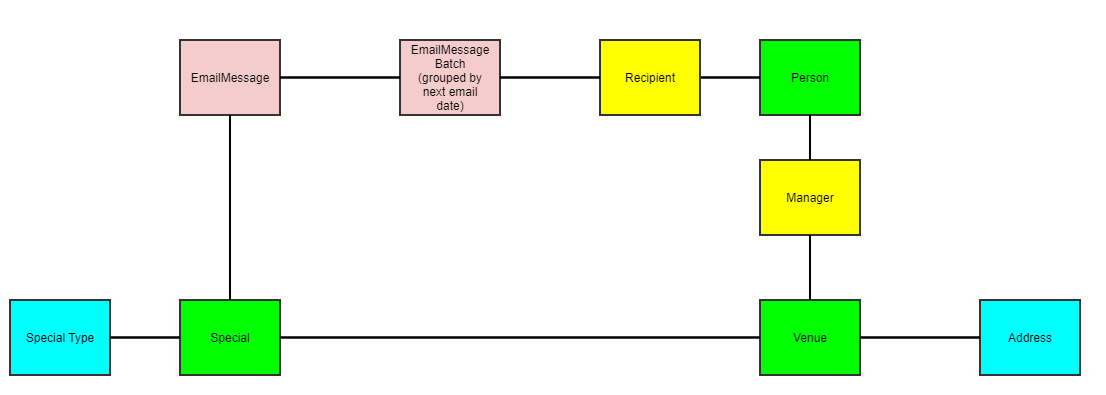 EmailMessage
EmailMessage
Batch
(grouped by
next email
date)
Recipient
Person
Manager
Special Type
Special
Venue
Address